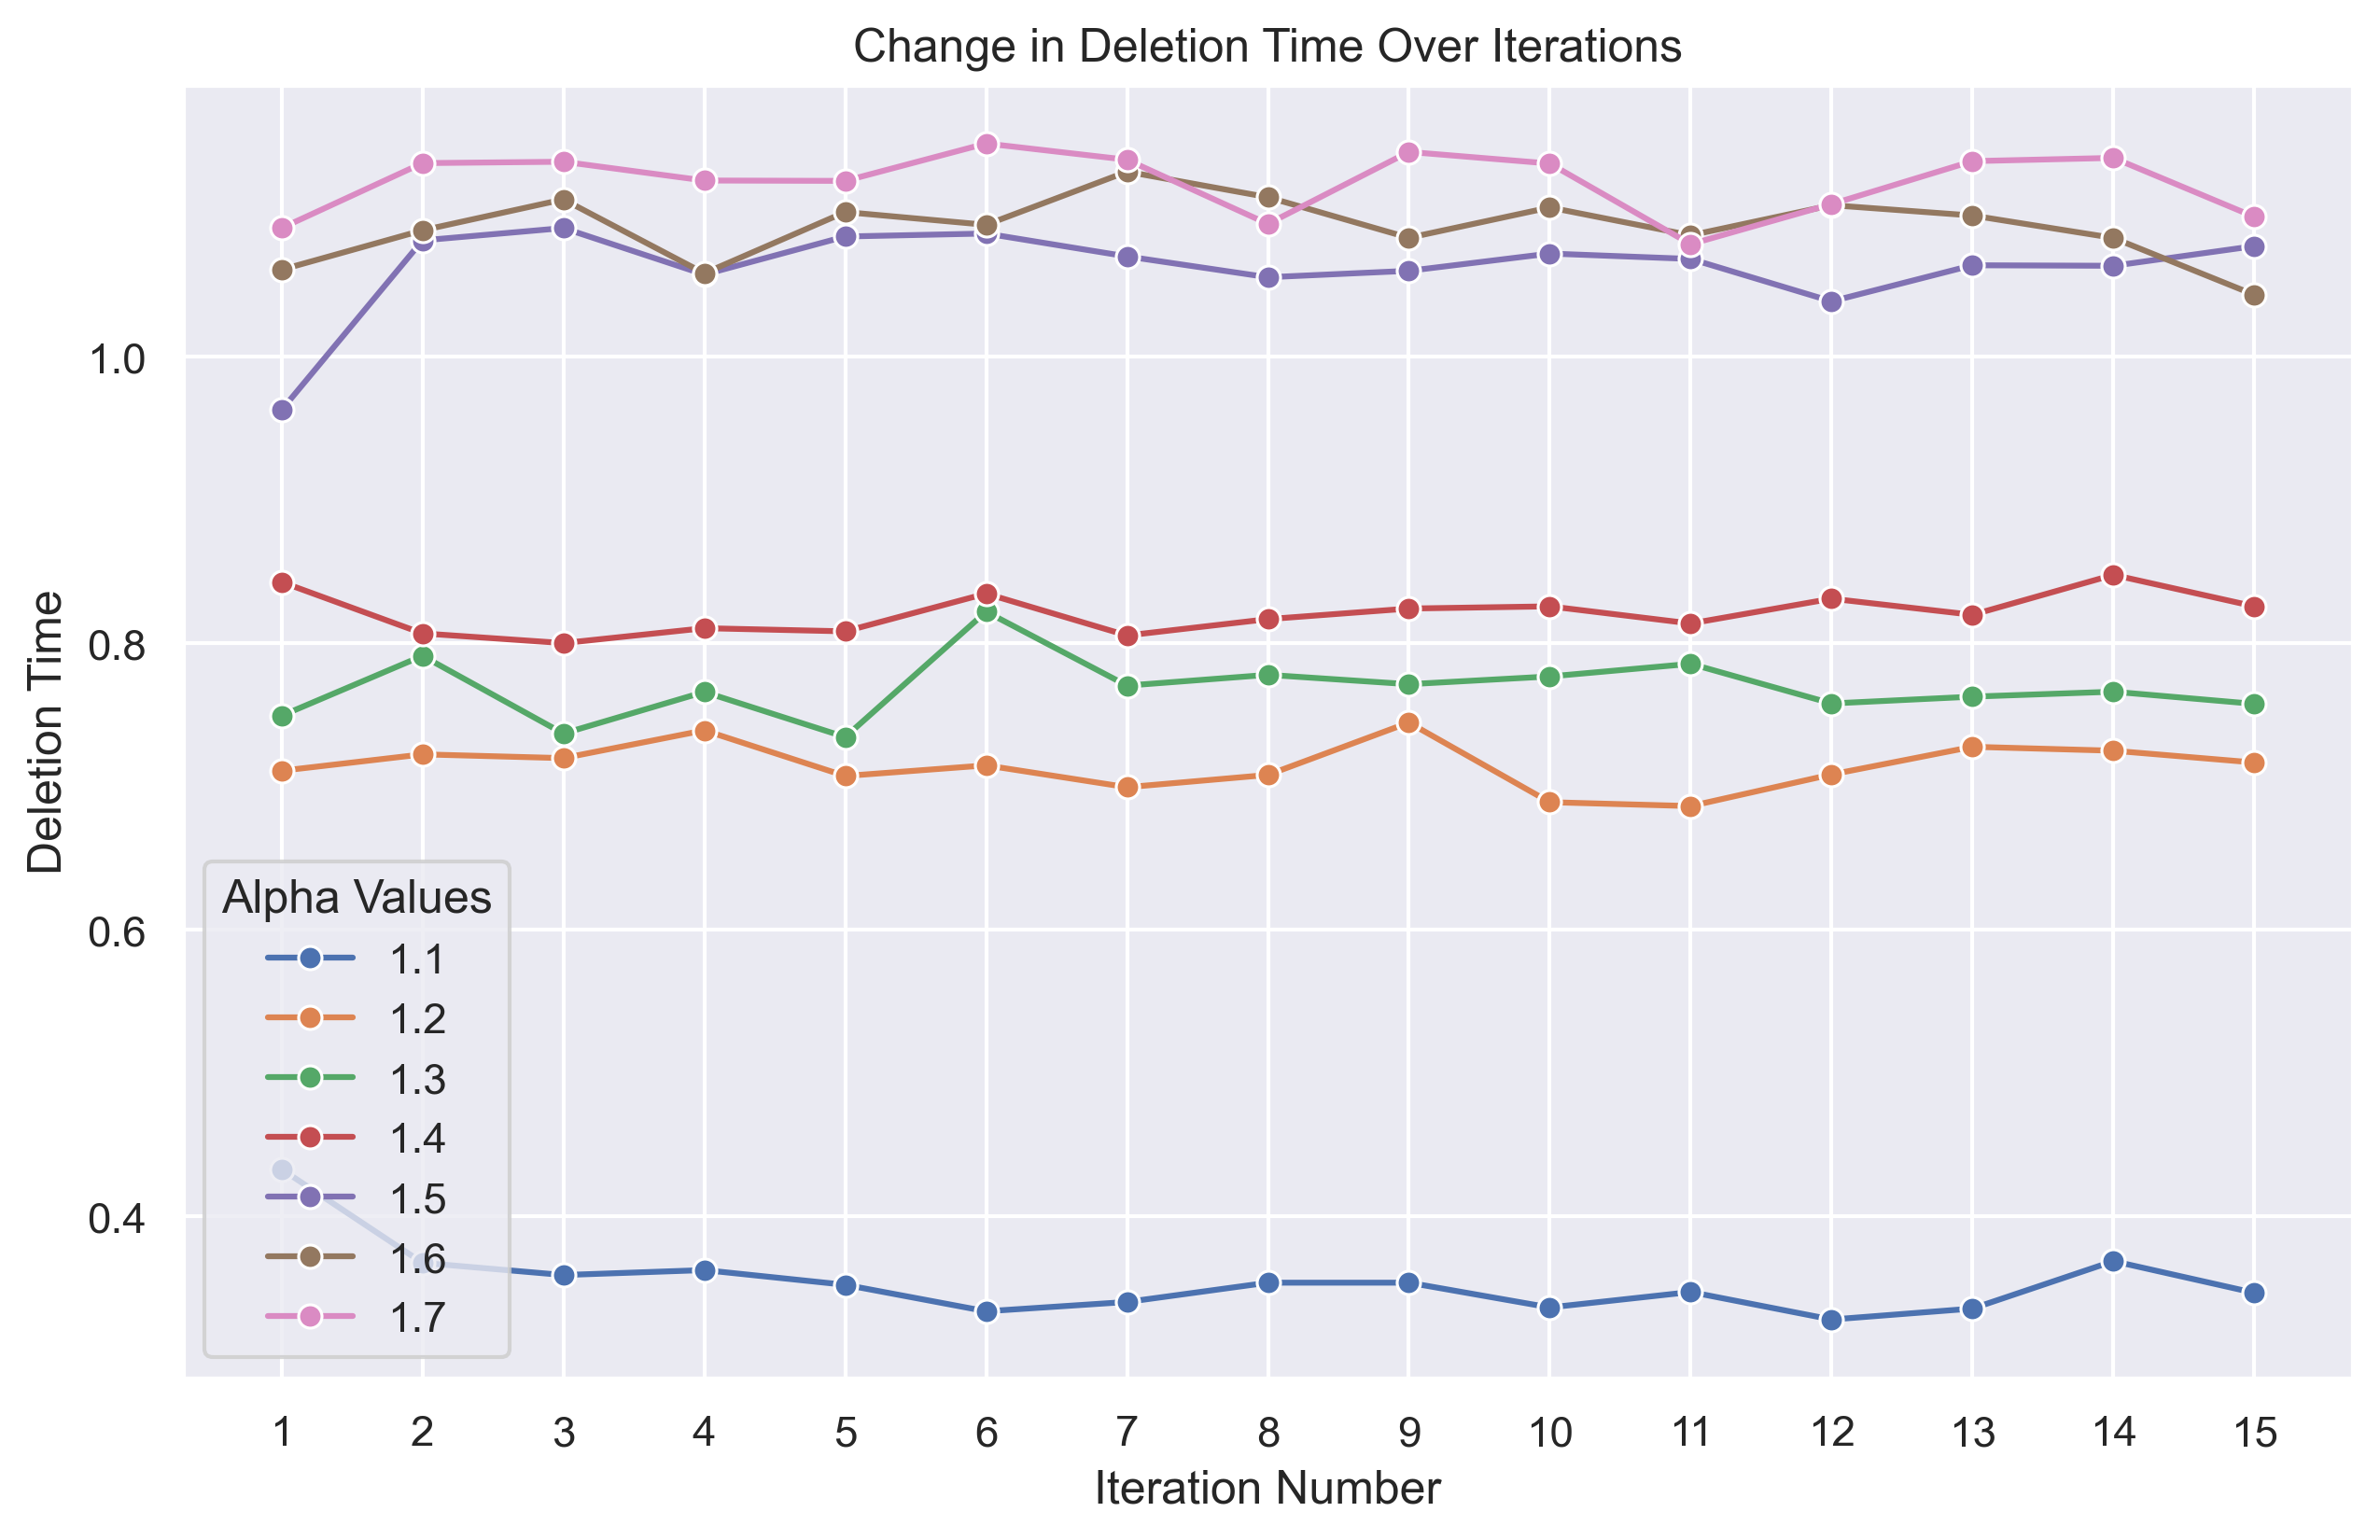 Change in Deletion Time Over Iterations
Deletion Time
1.0
0.8
0.6
0.4
Alpha Values
1.1
1.2
1.3
1.4
1.5
1.6
1.7
1 2 3 4 5 6 7 8 9 10 11 12 13 14 15
Iteration Number